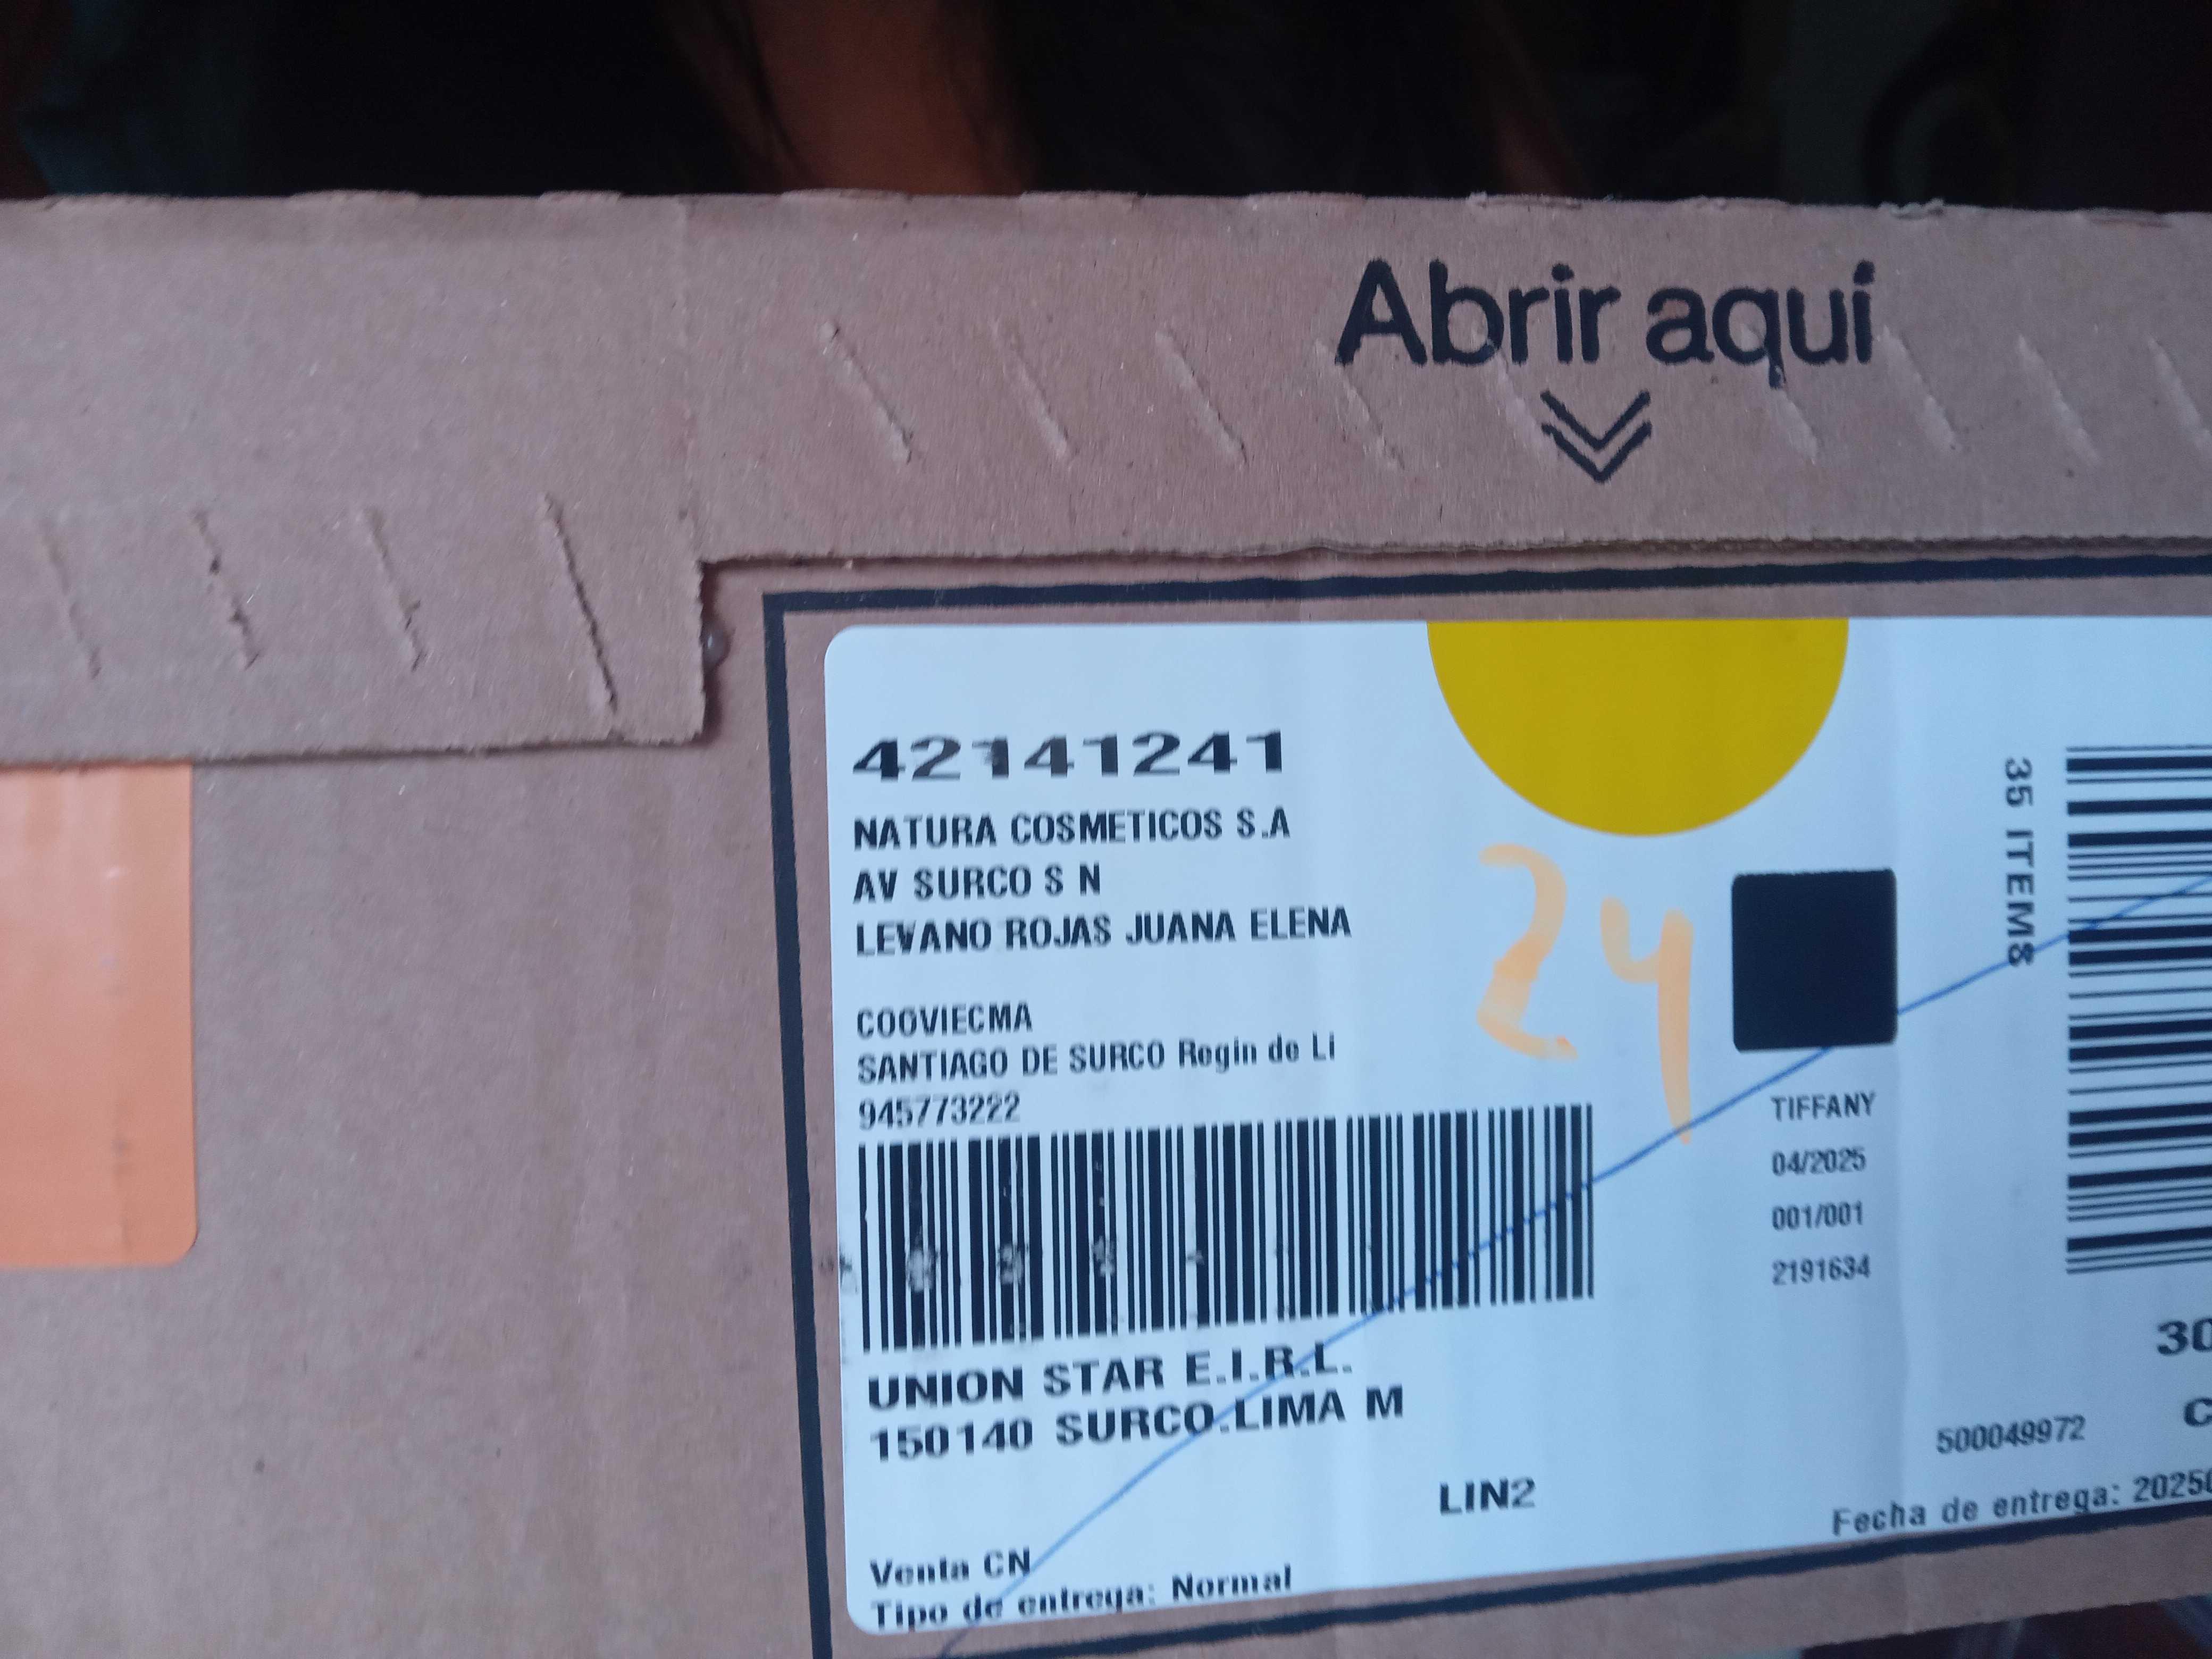 Abrir aquí
42141241
NATURA COSMETICOS S.A
AV SURCO S N
LEVANO ROJAS JUANA ELENA
COOVIECMA
SANTIAGO DE SURCO Regin de Li
945773222
UNION STAR E.I.R.L.
150140 SURCO.LIMA M
LIN2
Venta CN
Tipo de entrega: Normal
24
TIFFANY
04/2025
001/001
2191634
35 ITEMS
30
C
500049972
Fecha de entrega: 20250